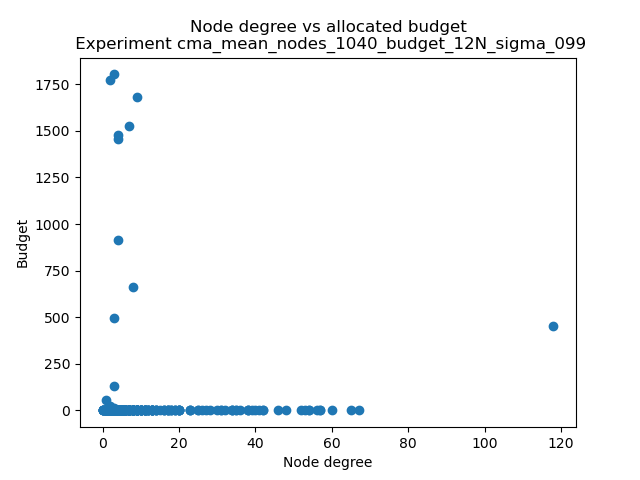 Node degree vs allocated budget
Experiment cma_mean_nodes_1040_budget_12N_sigma_099
1750
1500
1250
1000
750
500
250
0
Budget
0 20 40 60 80 100 120
Node degree